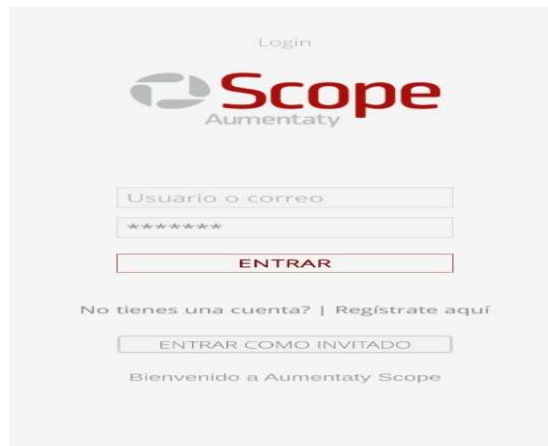 Login
Scope
Aumentaty
Usuario o correo
*******
ENTRAR
No tienes una cuenta? | Regístrate aquí
ENTRAR COMO INVITADO
Bienvenido a Aumentaty Scope